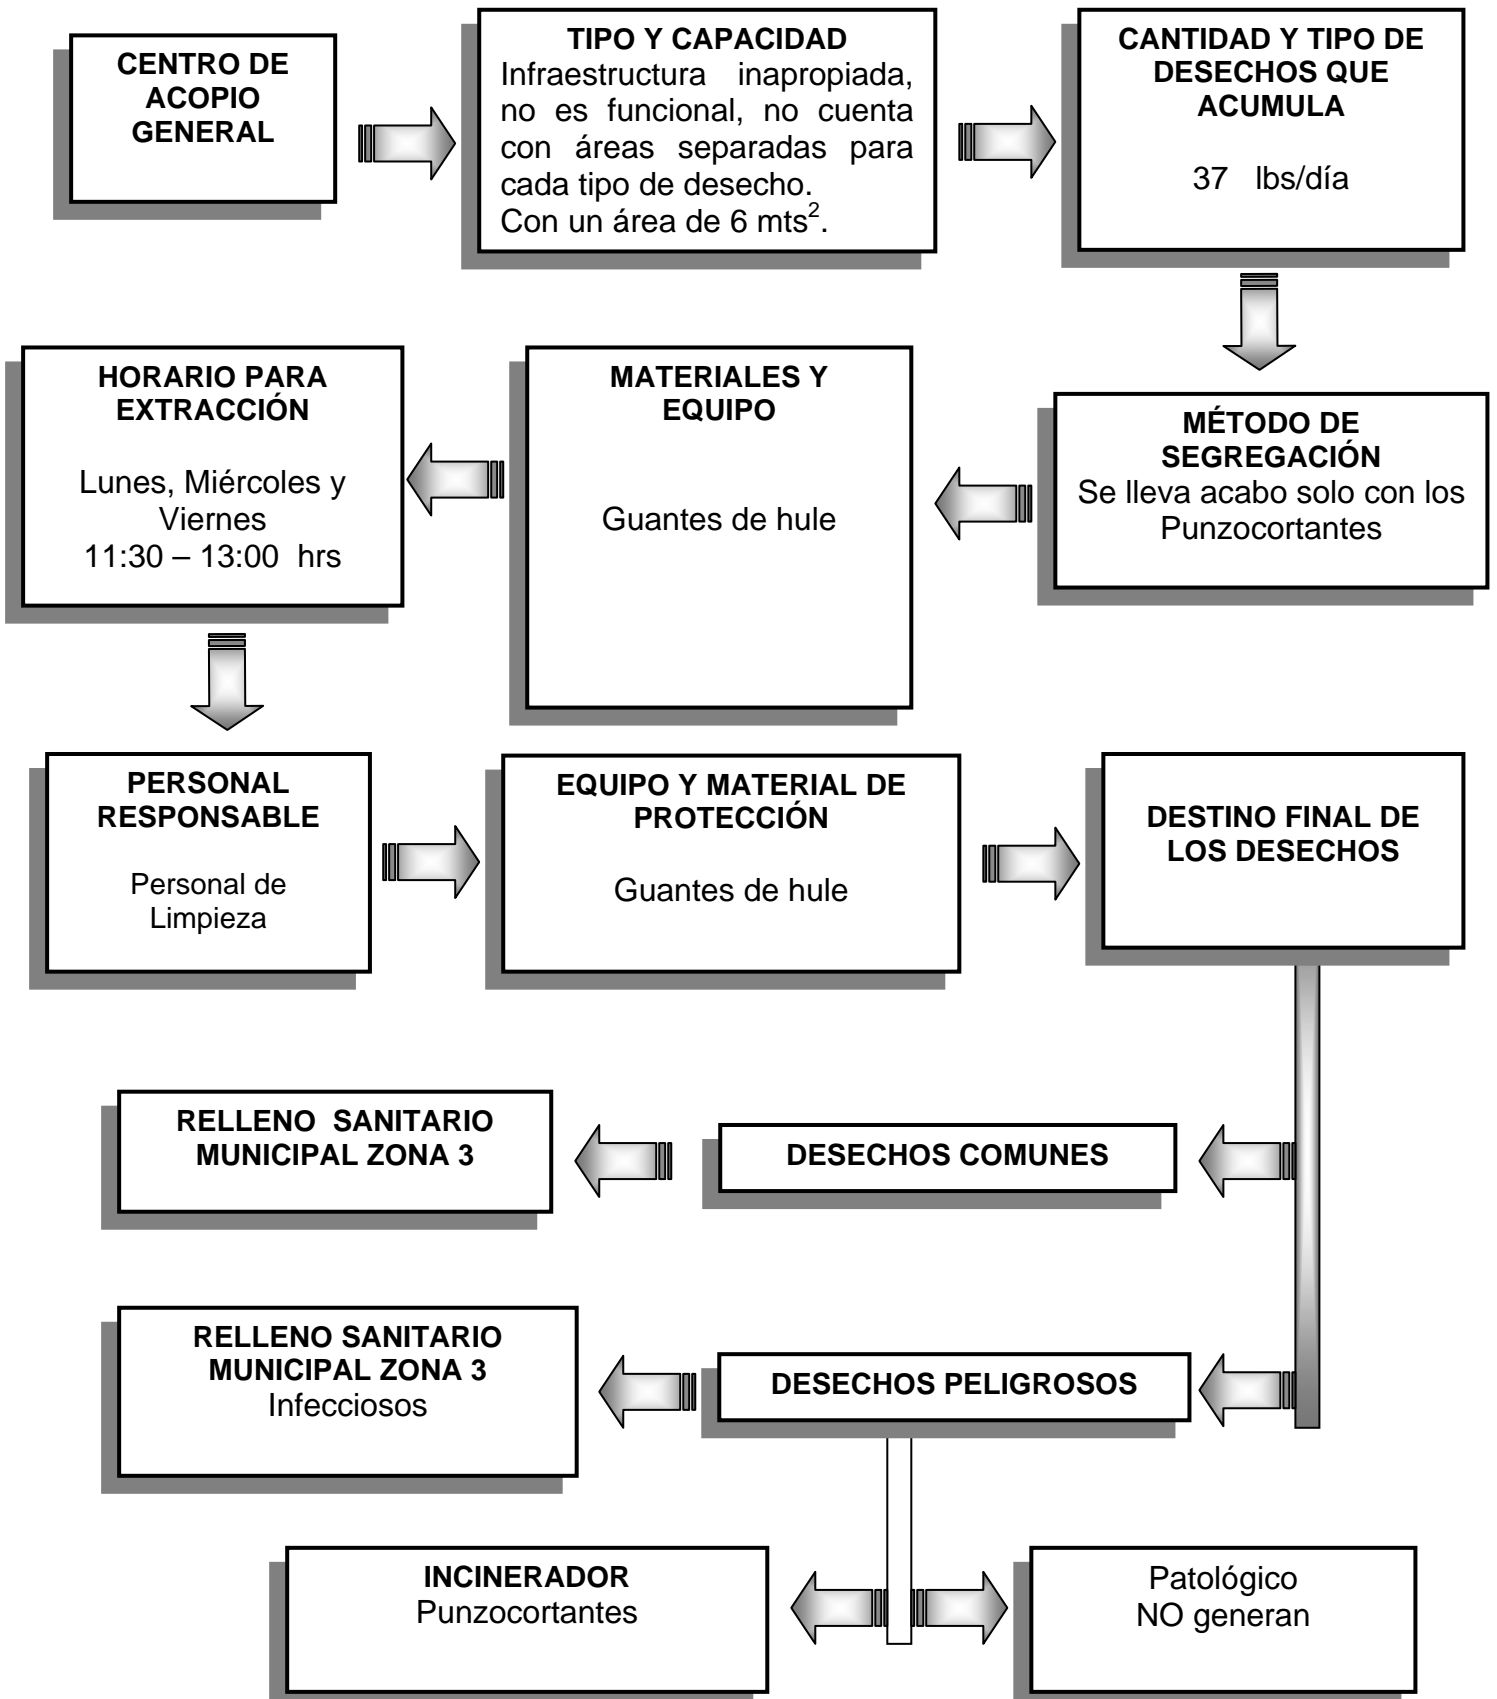 CENTRO DE
ACOPIO
GENERAL
TIPO Y CAPACIDAD
Infraestructura inapropiada,
no es funcional, no cuenta
con áreas separadas para
cada tipo de desecho.
Con un área de 6 mts².
CANTIDAD Y TIPO DE
DESECHOS QUE
ACUMULA
37 lbs/día
MÉTODO DE
SEGREGACIÓN
Se lleva acabo solo con los
Punzocortantes
MATERIALES Y
EQUIPO
Guantes de hule
HORARIO PARA
EXTRACCIÓN
Lunes, Miércoles y
Viernes
11:30 – 13:00 hrs
PERSONAL
RESPONSABLE
Personal de
Limpieza
EQUIPO Y MATERIAL DE
PROTECCIÓN
Guantes de hule
DESTINO FINAL DE
LOS DESECHOS
DESECHOS COMUNES
RELLENO SANITARIO
MUNICIPAL ZONA 3
DESECHOS PELIGROSOS
RELLENO SANITARIO
MUNICIPAL ZONA 3
Infecciosos
INCINERADOR
Punzocortantes
Patológico
NO generan